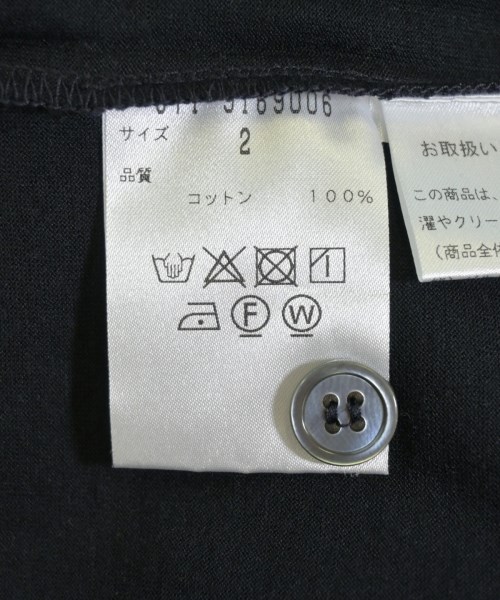 サイズ 2
品質
コットン 100%
F W
お取扱い
この商品は、
濯やクリー
(商品全体